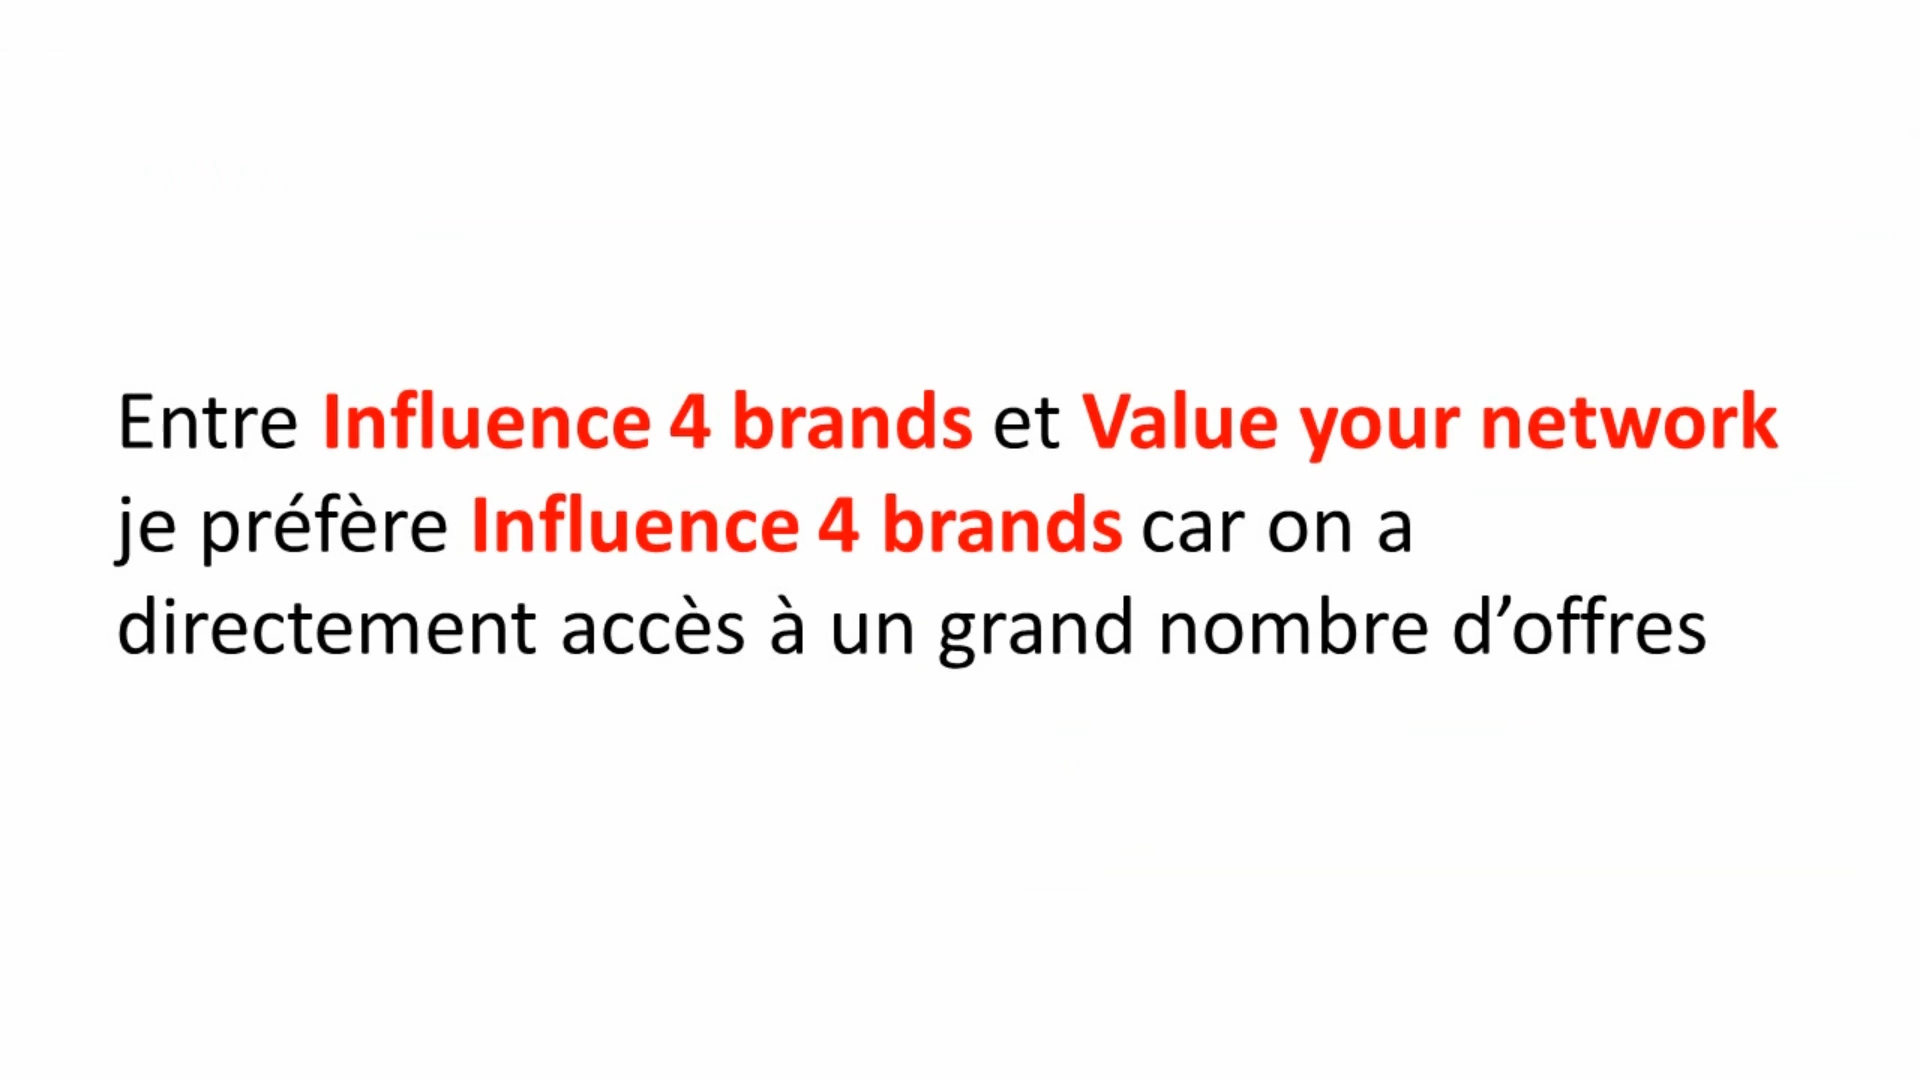 Entre Influence 4 brands et Value your network
je préfère Influence 4 brands car on a
directement accès à un grand nombre d’offres